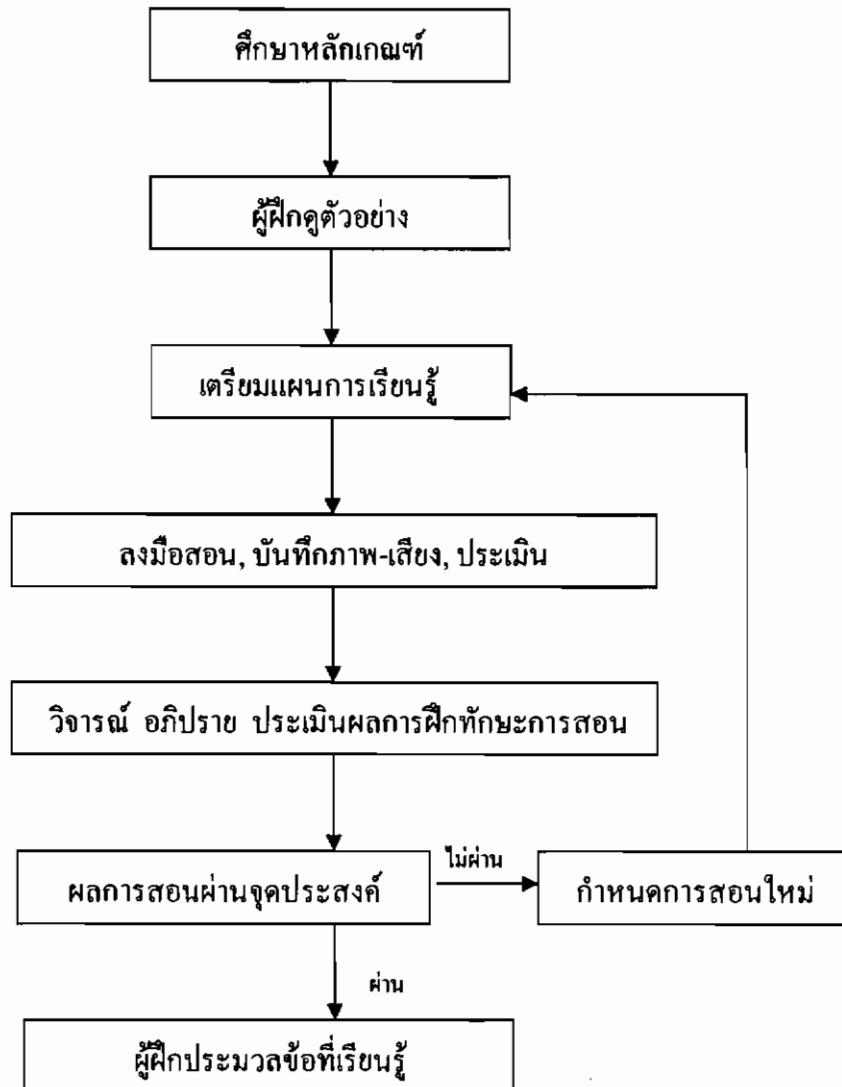 ศึกษาหลักเกณฑ์
ผู้ฝึกดูตัวอย่าง
เตรียมแผนการเรียนรู้
ลงมือสอน, บันทึกภาพ-เสียง, ประเมิน
วิจารณ์ อภิปราย ประเมินผลการฝึกทักษะการสอน
ผลการสอนผ่านจุดประสงค์
ไม่ผ่าน
กำหนดการสอนใหม่
ผ่าน
ผู้ฝึกประมวลข้อที่เรียนรู้